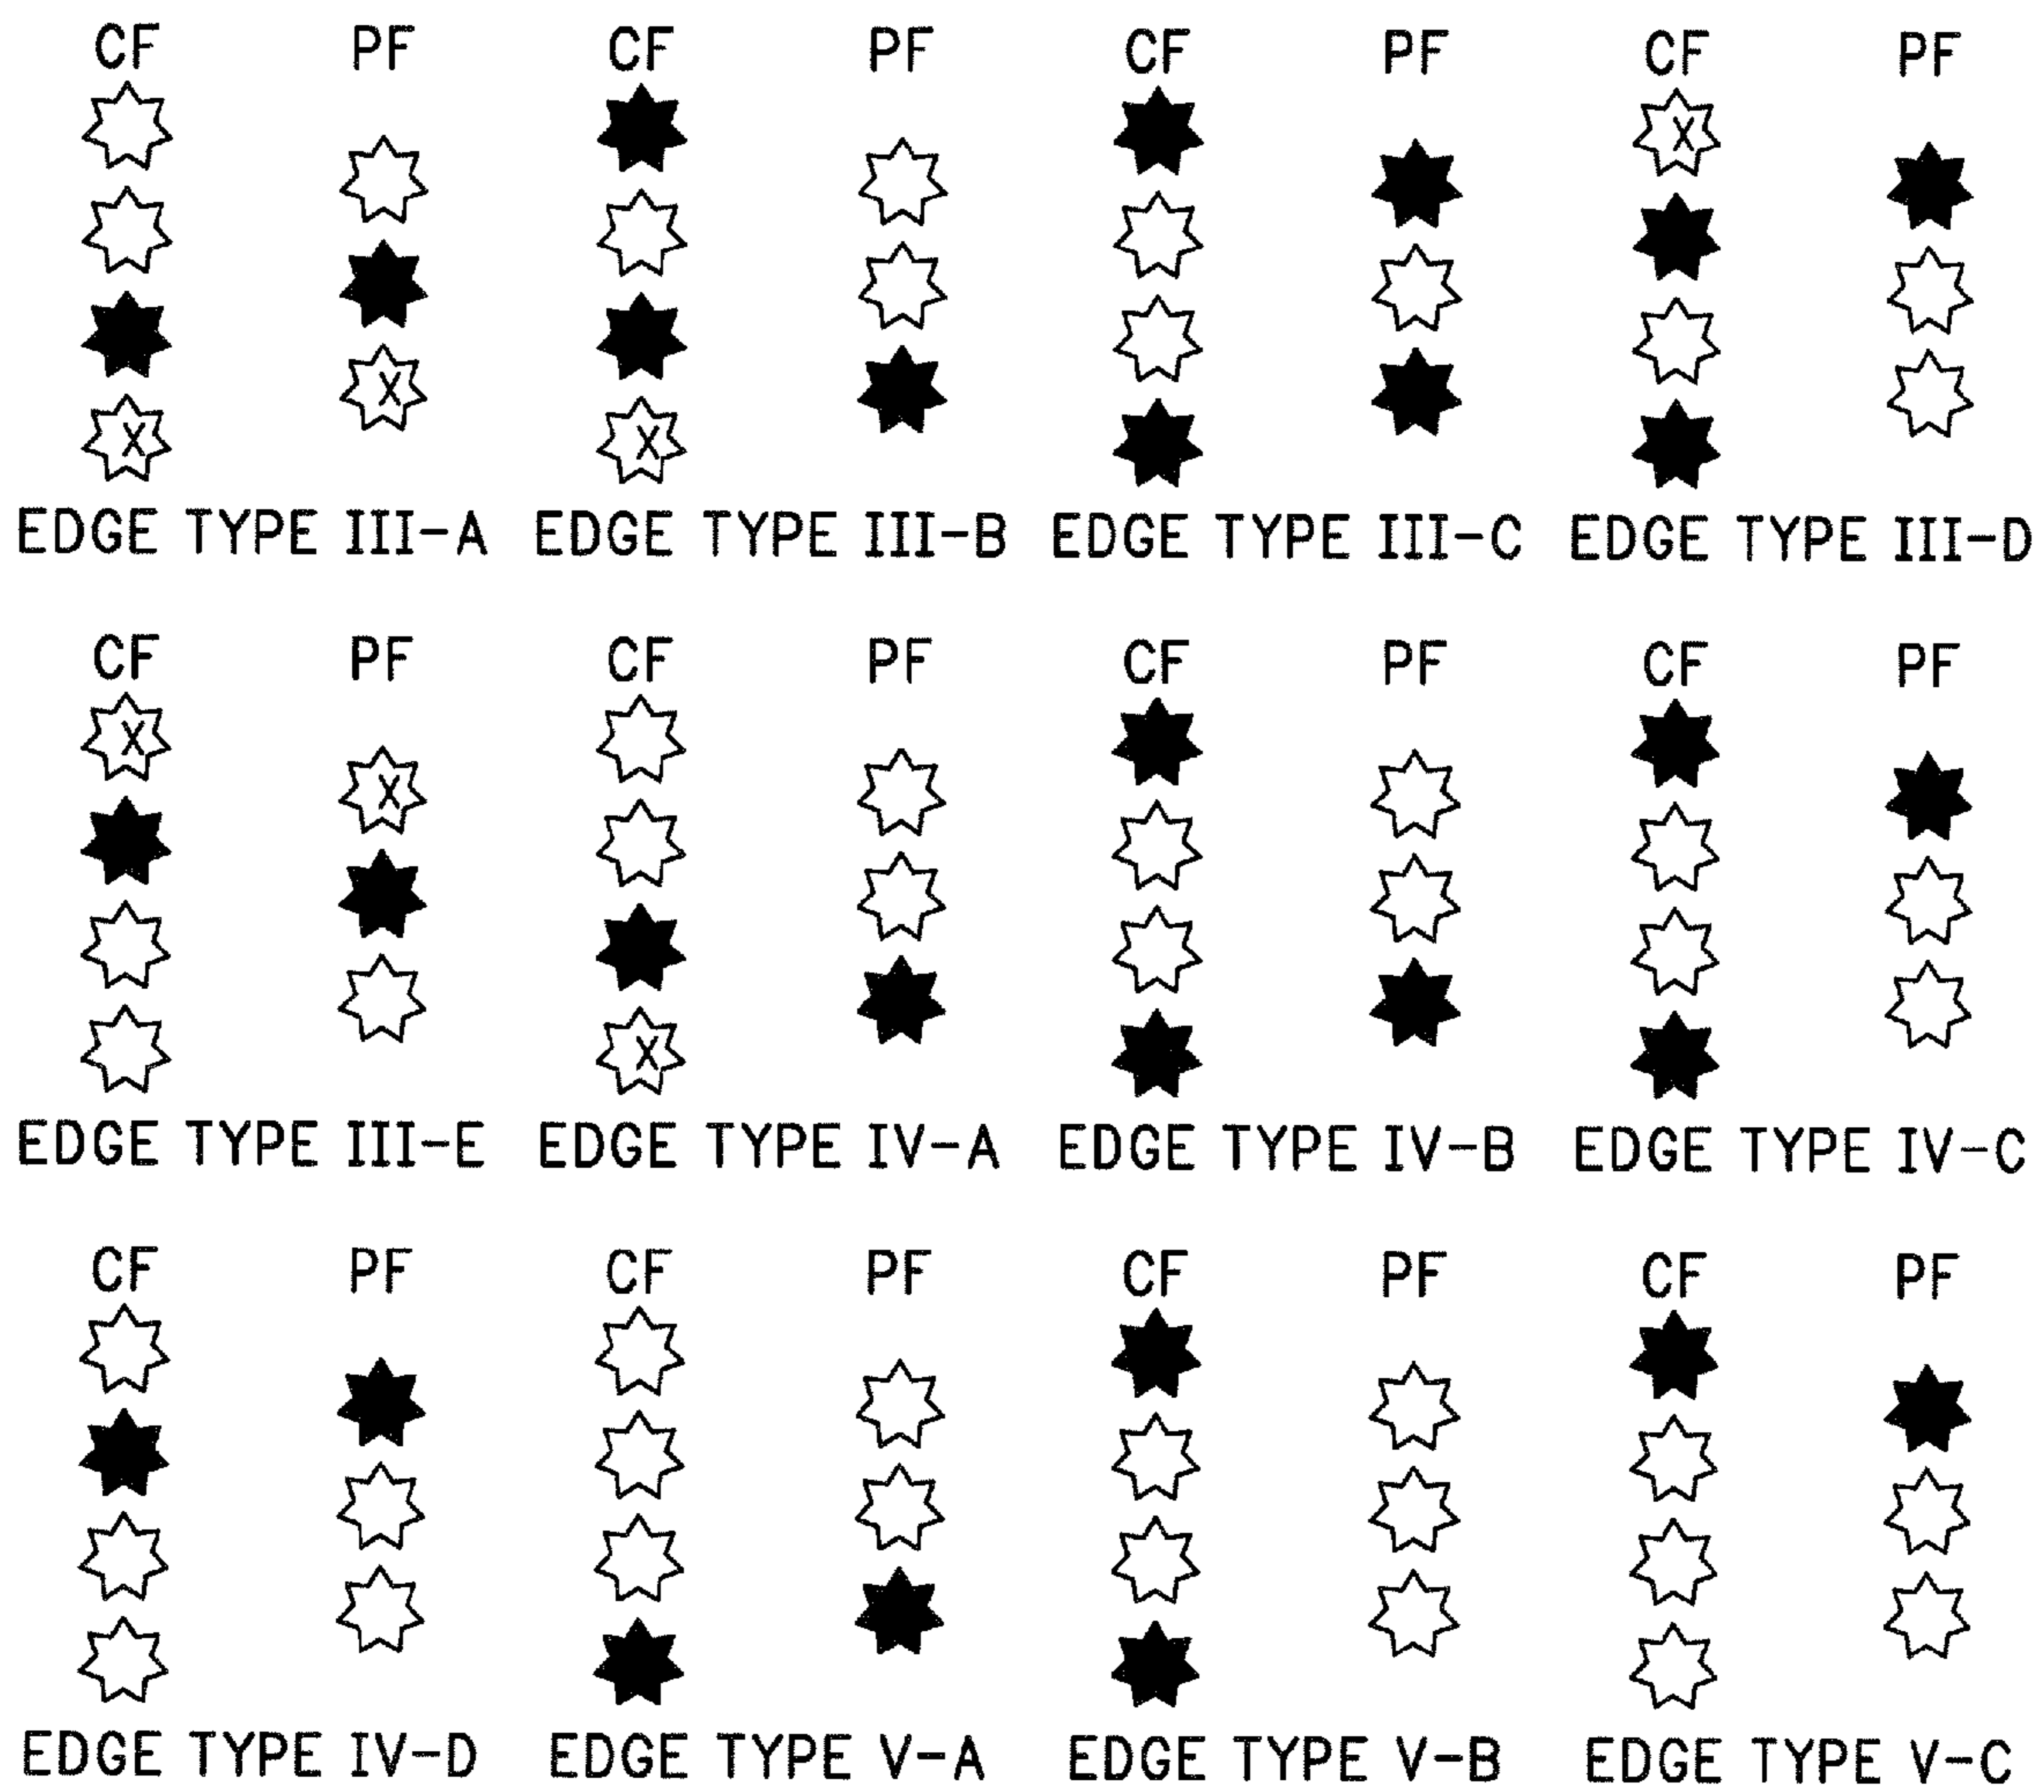 CF PF CF PF CF PF CF PF
X
X
X
X
EDGE TYPE III-A EDGE TYPE III-B EDGE TYPE III-C EDGE TYPE III-D
CF PF CF PF CF PF CF PF
X
X
X
EDGE TYPE III-E EDGE TYPE IV-A EDGE TYPE IV-B EDGE TYPE IV-C
CF PF CF PF CF PF CF PF
EDGE TYPE IV-D EDGE TYPE V-A EDGE TYPE V-B EDGE TYPE V-C